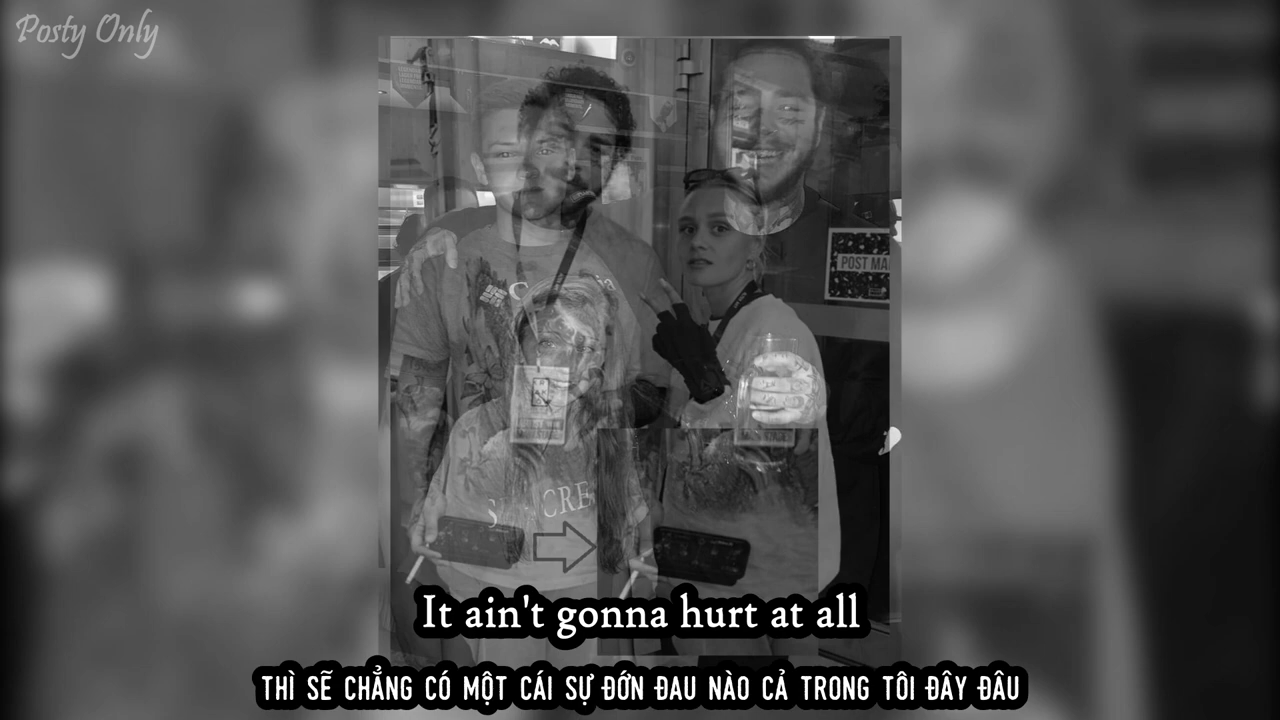 Posty Only
POST MA
It ain't gonna hurt at all
THÌ SẼ CHẲNG CÓ MỘT CÁI SỰ ĐỚN ĐAU NÀO CẢ TRONG TÔI ĐÂY ĐÂU